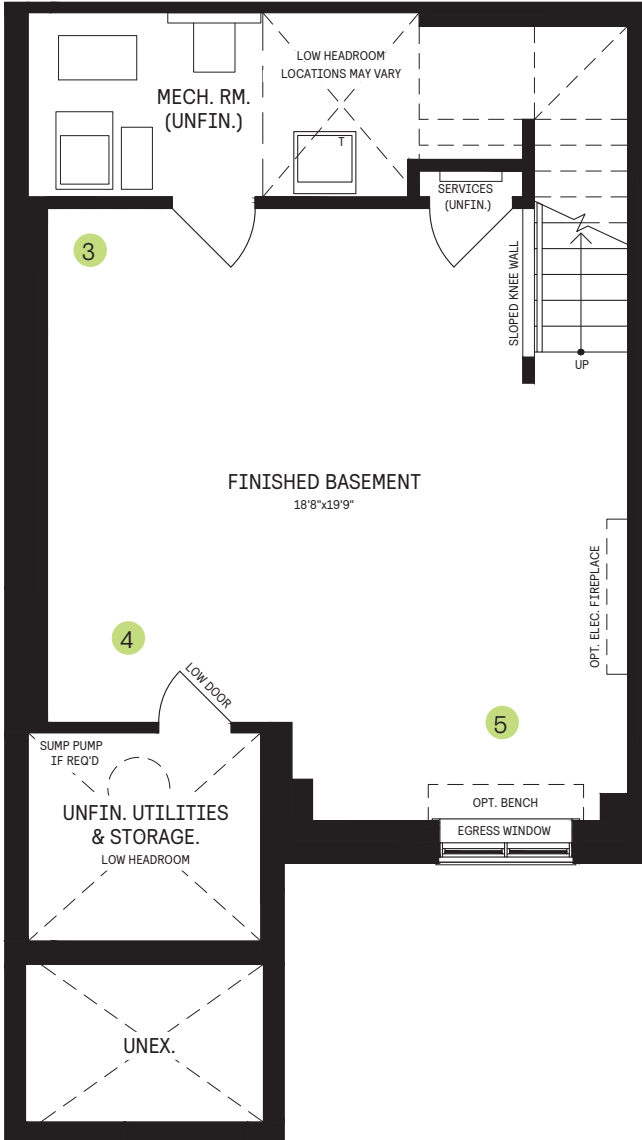 LOW HEADROOM
LOCATIONS MAY VARY
MECH. RM.
(UNFIN.)
T
SERVICES
(UNFIN.)
3
SLOPED KNEE WALL
UP
FINISHED BASEMENT
18'8"x19'9"
OPT. ELEC. FIREPLACE
4
LOW DOOR
5
SUMP PUMP
IF REQ'D
OPT. BENCH
UNFIN. UTILITIES
& STORAGE.
LOW HEADROOM
EGRESS WINDOW
UNEX.